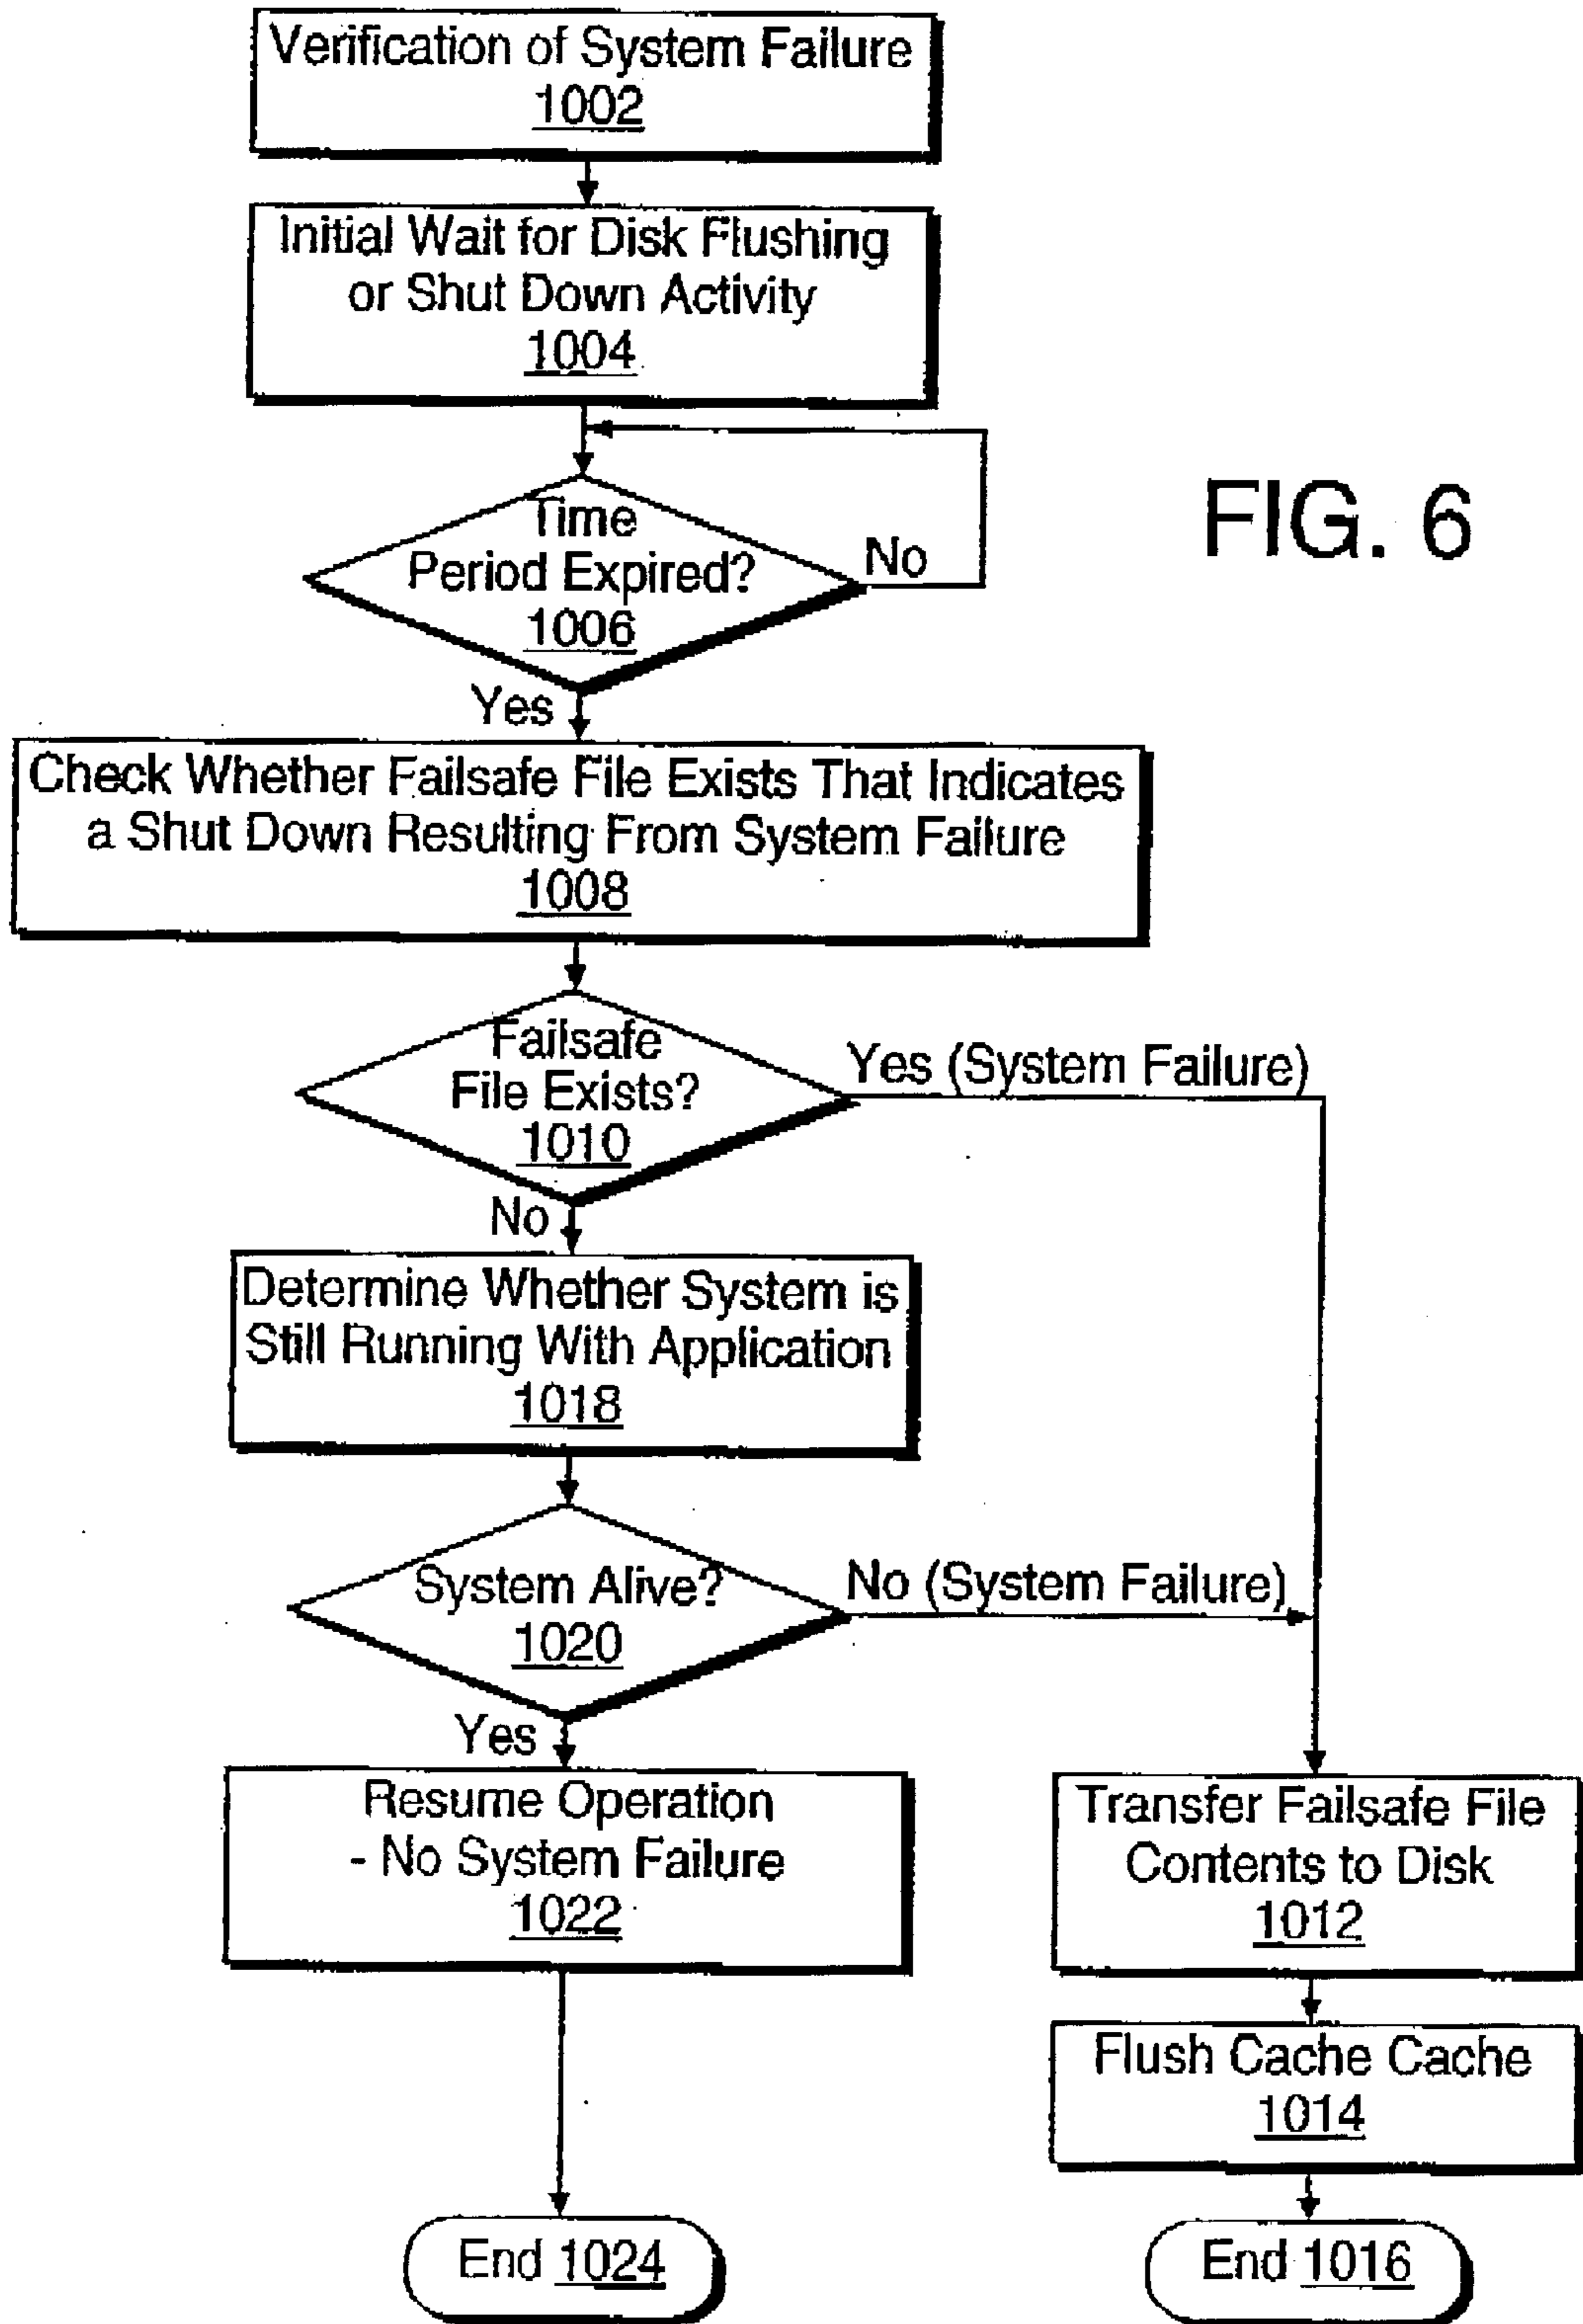 Verification of System Failure
1002
Initial Wait for Disk Flushing
or Shut Down Activity
1004
Time
Period Expired?
1006
No
Yes
FIG. 6
Check Whether Failsafe File Exists That Indicates
a Shut Down Resulting From System Failure
1008
Failsafe
File Exists?
1010
Yes (System Failure)
No
Determine Whether System is
Still Running With Application
1018
System Alive?
1020
No (System Failure)
Yes
Resume Operation
- No System Failure
1022
Transfer Failsafe File
Contents to Disk
1012
Flush Cache Cache
1014
End 1024
End 1016